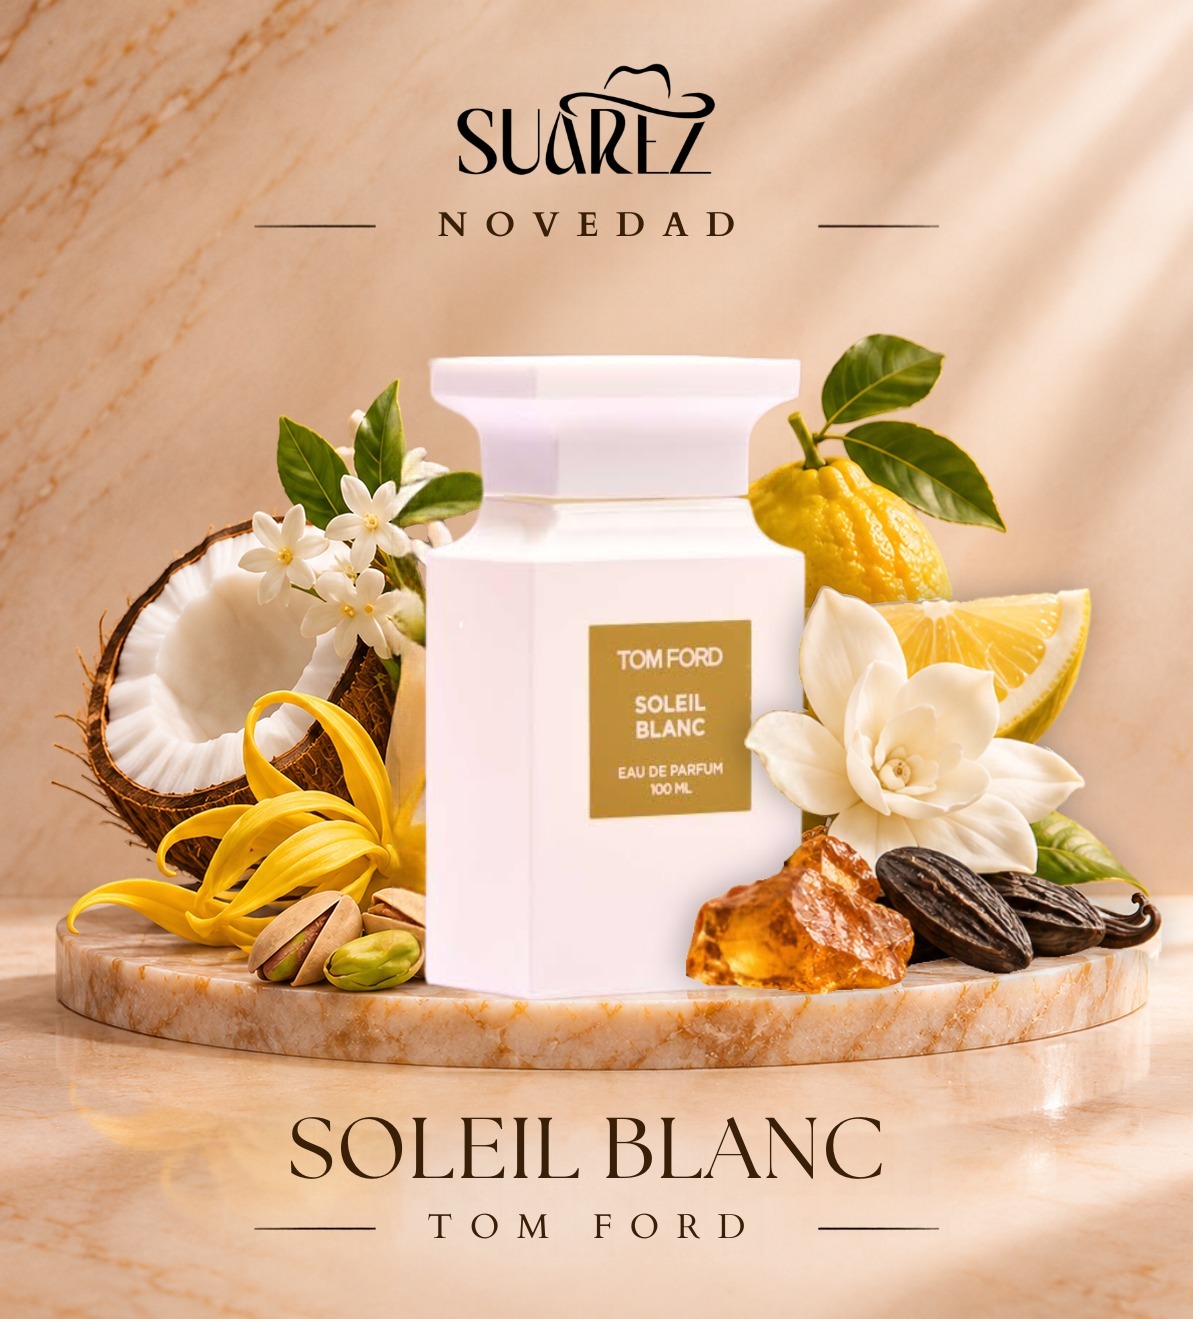 SUAREZ
NOVEDAD
TOM FORD
SOLEIL
BLANC
EAU DE PARFUM
100 ML
SOLEIL BLANC
TOM FORD